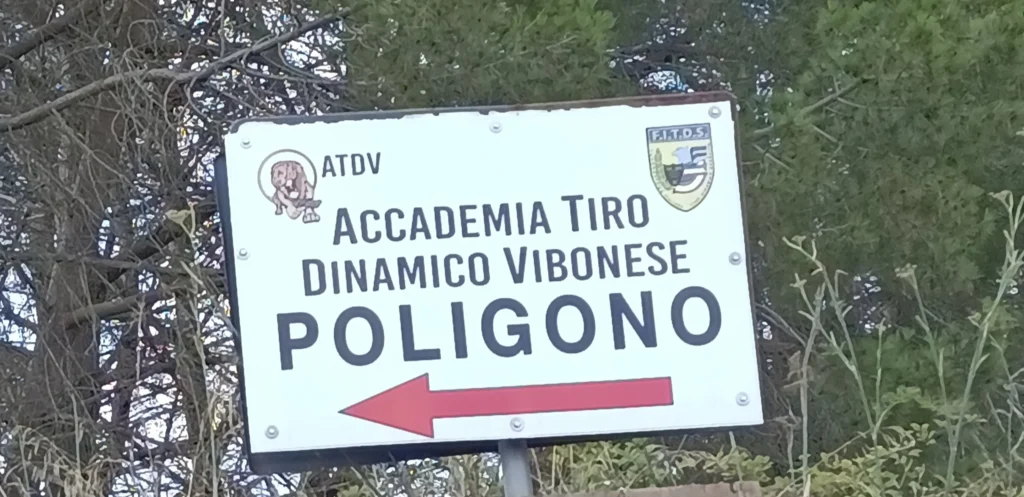 ATDV
F.I.T.D.S
ACCADEMIA TIRO
DINAMICO VIBONESE
POLIGONO